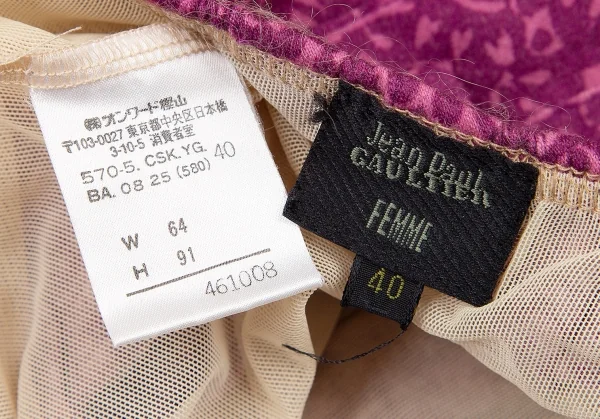 ㈱オンワード樫山
〒103-0027 東京都中央区日本橋
3-10-5 消費者室
570-5. CSK.YG. 40
BA. 08 25 (580)
W 64
H 91
461008
Jean Paul
GAULTIER
FEMME
40